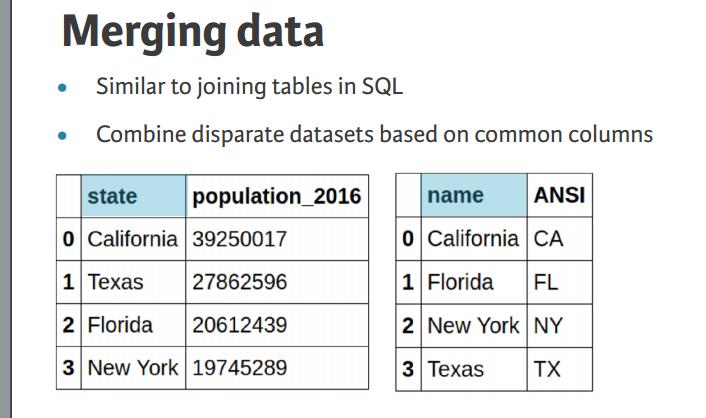 Merging data
• Similar to joining tables in SQL
• Combine disparate datasets based on common columns
state population_2016
0 California 39250017
1 Texas 27862596
2 Florida 20612439
3 New York 19745289
name ANSI
0 California CA
1 Florida FL
2 New York NY
3 Texas TX